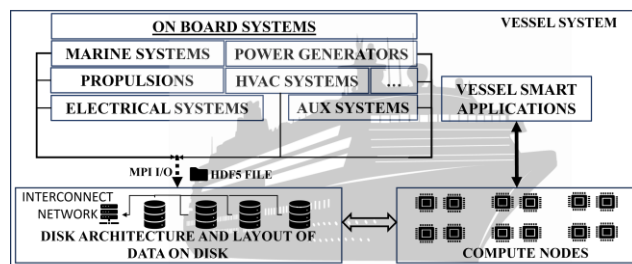 ON BOARD SYSTEMS
VESSEL SYSTEM
MARINE SYSTEMS
POWER GENERATORS
PROPULSIONS
HVAC SYSTEMS
...
VESSEL SMART
APPLICATIONS
ELECTRICAL SYSTEMS
AUX SYSTEMS
MPI I/O
HDF5 FILE
INTERCONNECT
NETWORK
DISK ARCHITECTURE AND LAYOUT OF
DATA ON DISK
COMPUTE NODES